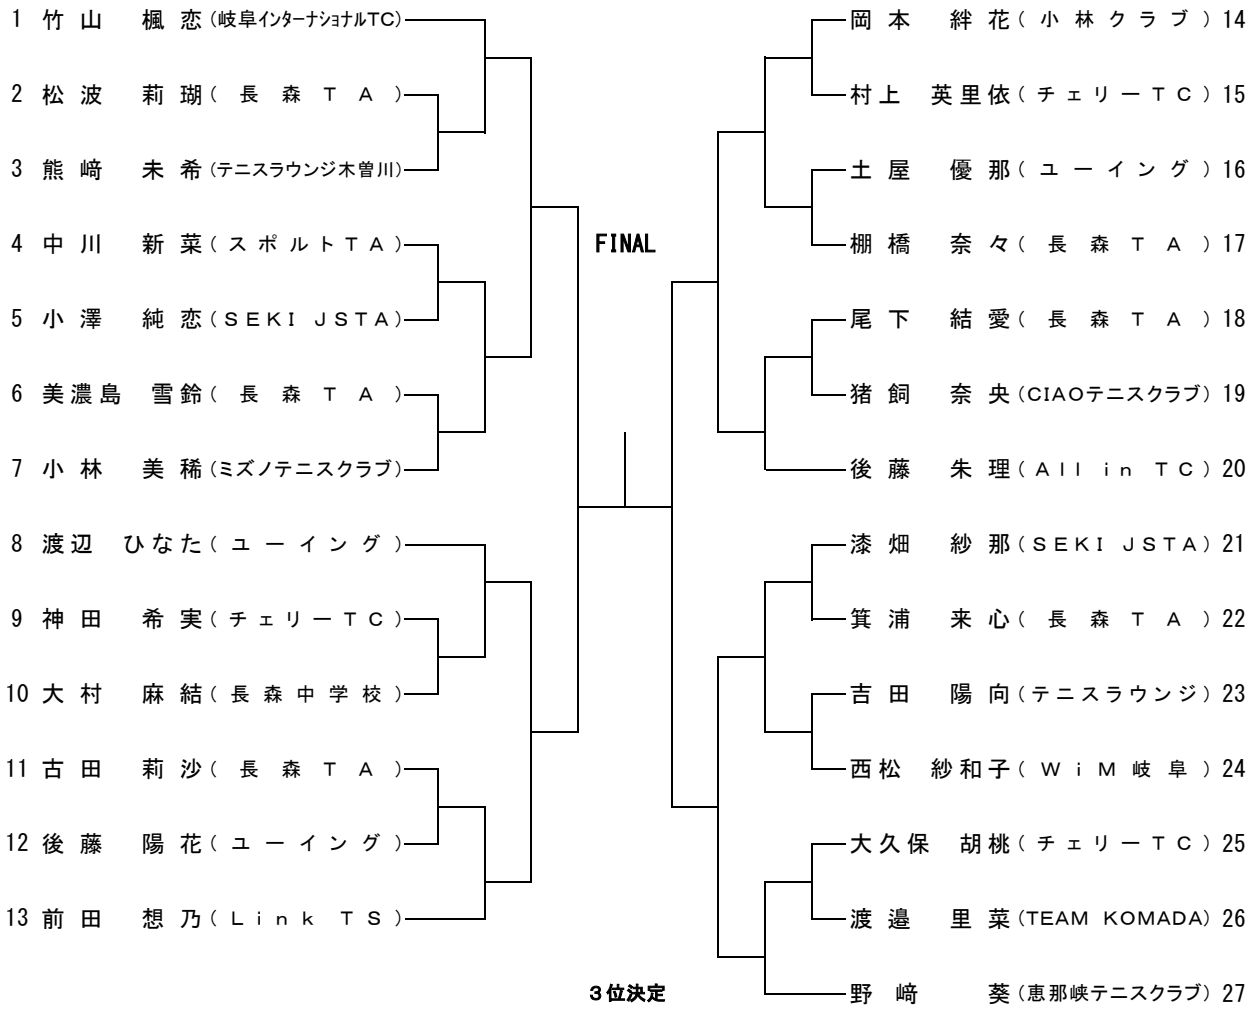 1 竹山 楓恋 (岐阜インターナショナルTC)
2 松波 莉瑚 (長森TA)
3 熊﨑 未希 (テニスラウンジ木曽川)
4 中川 新菜 (スポルトTA)
5 小澤 純恋 (SEKI JSTA)
6 美濃島 雪鈴 (長森TA)
7 小林 美稀 (ミズノテニスクラブ)
8 渡辺 ひなた (ユーイング)
9 神田 希実 (チェリーTC)
10 大村 麻結 (長森中学校)
11 古田 莉沙 (長森TA)
12 後藤 陽花 (ユーイング)
13 前田 想乃 (Link TS)
FINAL
3位決定
岡本 絆花 (小林クラブ) 14
村上 英里依 (チェリーTC) 15
土屋 優那 (ユーイング) 16
棚橋 奈々 (長森TA) 17
尾下 結愛 (長森TA) 18
猪飼 奈央 (CIAOテニスクラブ) 19
後藤 朱理 (All in TC) 20
漆畑 紗那 (SEKI JSTA) 21
箕浦 来心 (長森TA) 22
吉田 陽向 (テニスラウンジ) 23
西松 紗和子 (WiM岐阜) 24
大久保 胡桃 (チェリーTC) 25
渡邉 里菜 (TEAM KOMADA) 26
野﨑 葵 (恵那峡テニスクラブ) 27